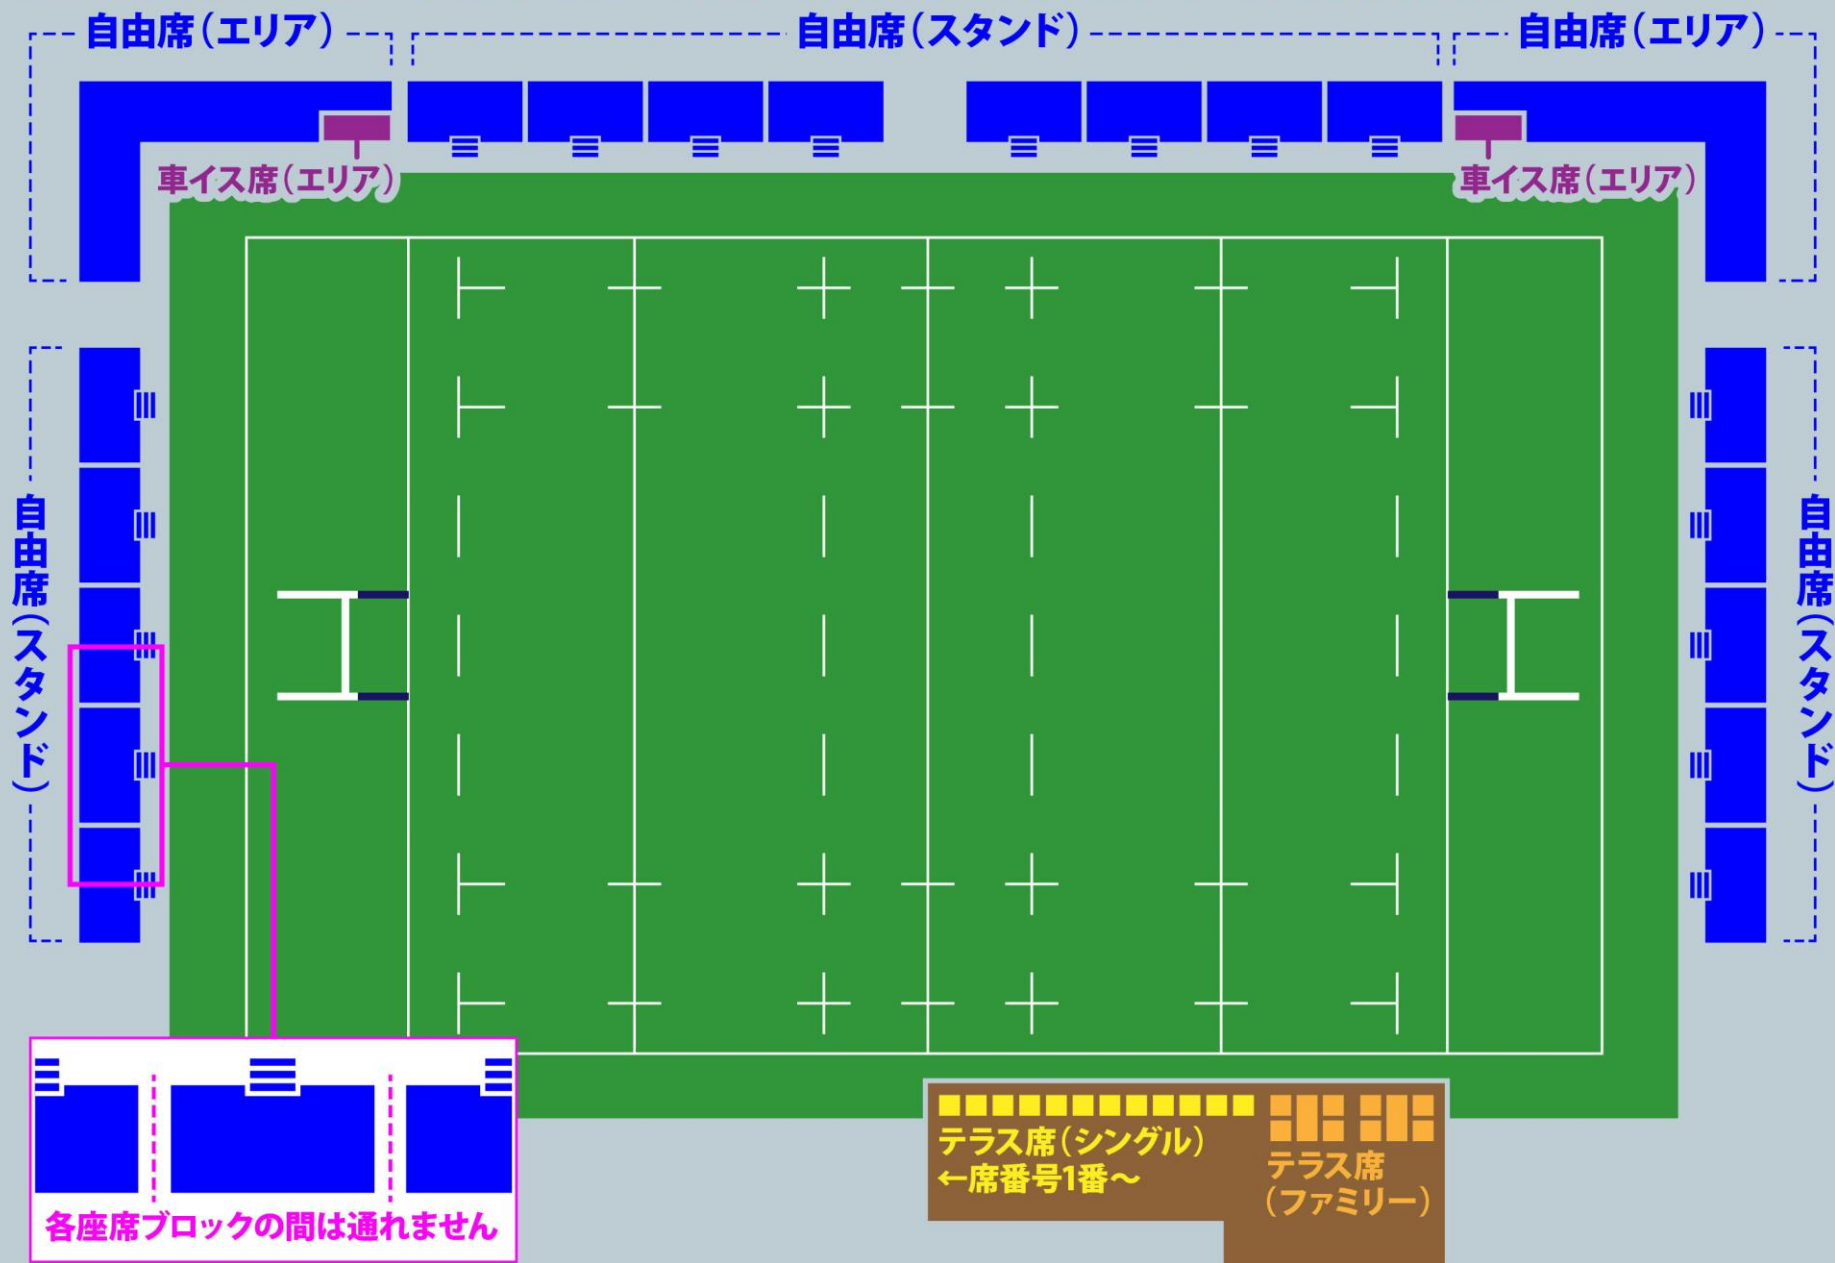 自由席（エリア）
自由席（スタンド）
自由席（エリア）
車イス席（エリア）
車イス席（エリア）
自由席（スタンド）
自由席（スタンド）
テラス席（シングル）
←席番号1番～
テラス席
（ファミリー）
各座席ブロックの間は通れません